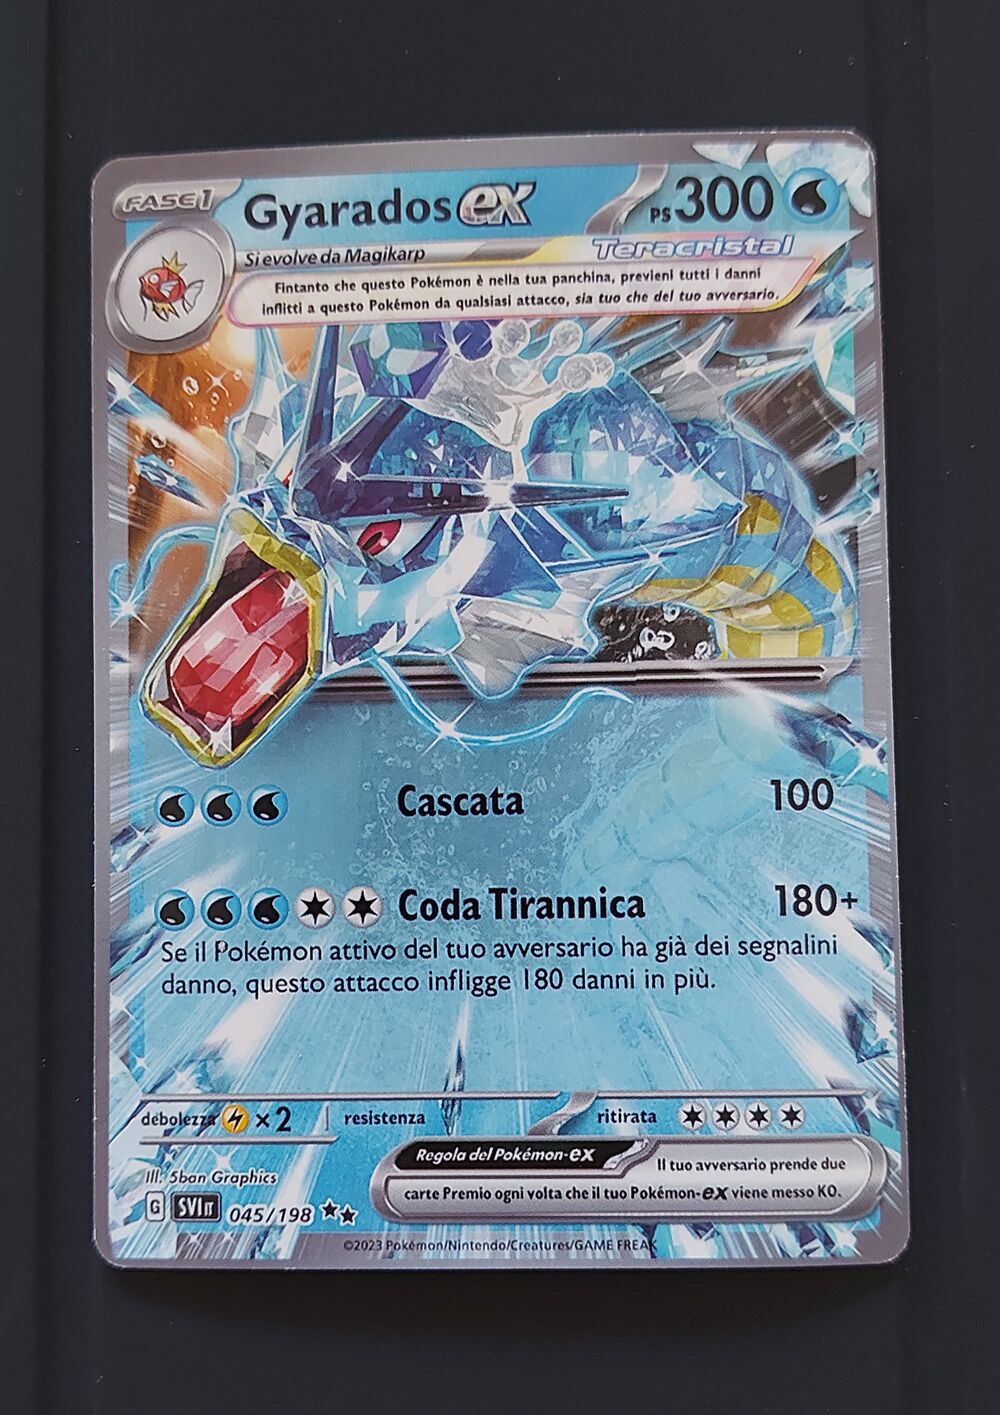 FASE 1
Gyarados ex
PS 300
Si evolve da Magikarp
Teracristal
Fintanto che questo Pokémon è nella tua panchina, previeni tutti i danni
inflitti a questo Pokémon da qualsiasi attacco, sia tuo che del tuo avversario.
Cascata 100
Coda Tirannica 180+
Se il Pokémon attivo del tuo avversario ha già dei segnalini
danno, questo attacco infligge 180 danni in più.
debolezza ×2 resistenza ritirata
Regola del Pokémon-ex
Il tuo avversario prende due
carte Premio ogni volta che il tuo Pokémon-ex viene messo KO.
Ill. 5ban Graphics
G SVI IT 045/198
©2023 Pokémon/Nintendo/Creatures/GAME FREAK